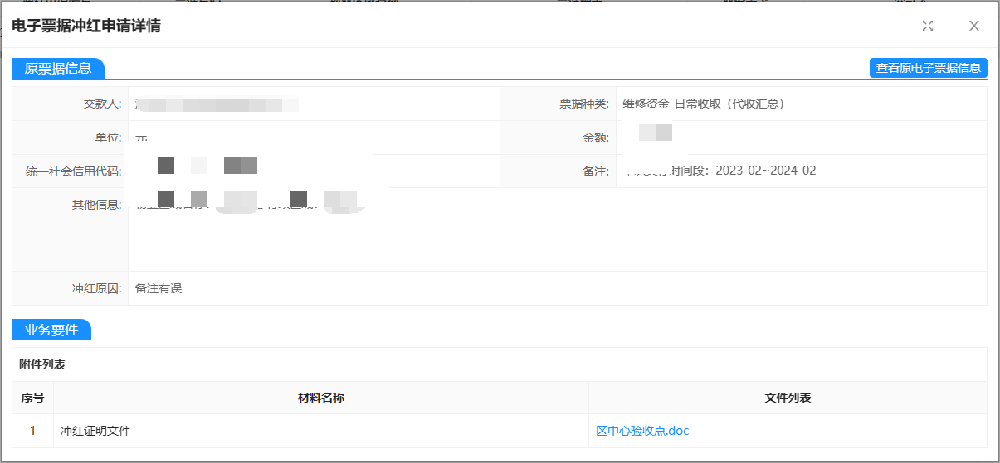 电子票据冲红申请详情
原票据信息 查看原电子票据信息
交款人: 票据种类: 维修资金-日常收取（代收汇总）
单位: 元 金额:
统一社会信用代码: 备注: 时间段：2023-02~2024-02
其他信息:
冲红原因: 备注有误
业务要件
附件列表
序号 材料名称 文件列表
1 冲红证明文件 区中心验收点.doc